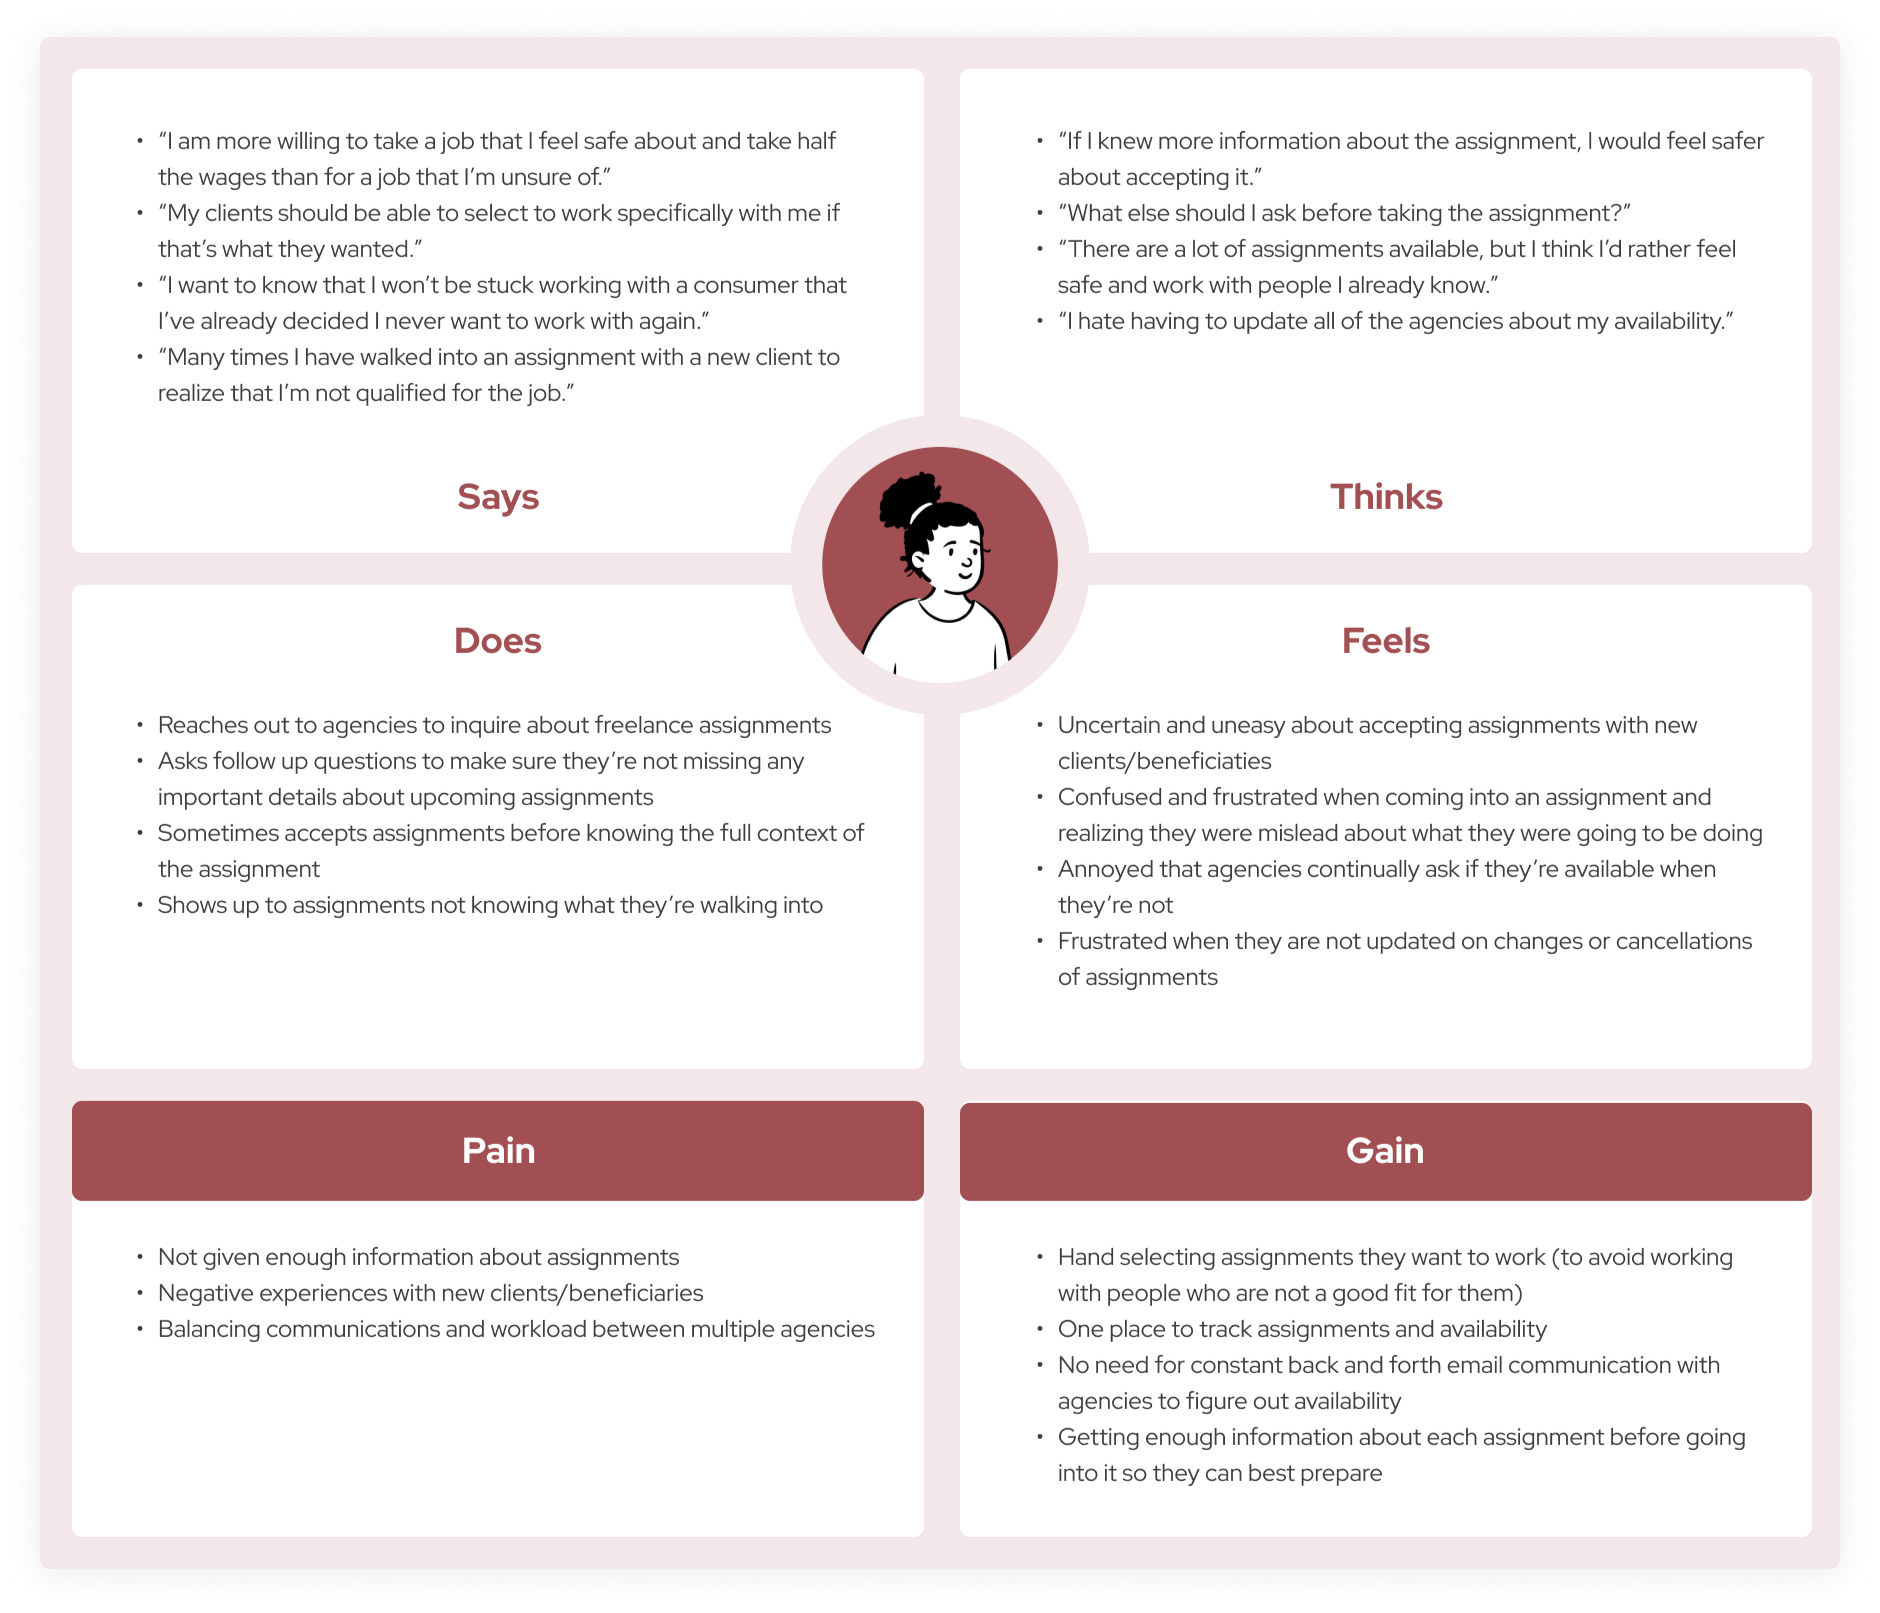 • “I am more willing to take a job that I feel safe about and take half
the wages than for a job that I’m unsure of.”
• “My clients should be able to select to work specifically with me if
that’s what they wanted.”
• “I want to know that I won’t be stuck working with a consumer that
I’ve already decided I never want to work with again.”
• “Many times I have walked into an assignment with a new client to
realize that I’m not qualified for the job.”
Says
• “If I knew more information about the assignment, I would feel safer
about accepting it.”
• “What else should I ask before taking the assignment?”
• “There are a lot of assignments available, but I think I’d rather feel
safe and work with people I already know.”
• “I hate having to update all of the agencies about my availability.”
Thinks
Does
• Reaches out to agencies to inquire about freelance assignments
• Asks follow up questions to make sure they’re not missing any
important details about upcoming assignments
• Sometimes accepts assignments before knowing the full context of
the assignment
• Shows up to assignments not knowing what they’re walking into
Feels
• Uncertain and uneasy about accepting assignments with new
clients/beneficiaties
• Confused and frustrated when coming into an assignment and
realizing they were mislead about what they were going to be doing
• Annoyed that agencies continually ask if they’re available when
they’re not
• Frustrated when they are not updated on changes or cancellations
of assignments
Pain
• Not given enough information about assignments
• Negative experiences with new clients/beneficiaries
• Balancing communications and workload between multiple agencies
Gain
• Hand selecting assignments they want to work (to avoid working
with people who are not a good fit for them)
• One place to track assignments and availability
• No need for constant back and forth email communication with
agencies to figure out availability
• Getting enough information about each assignment before going
into it so they can best prepare